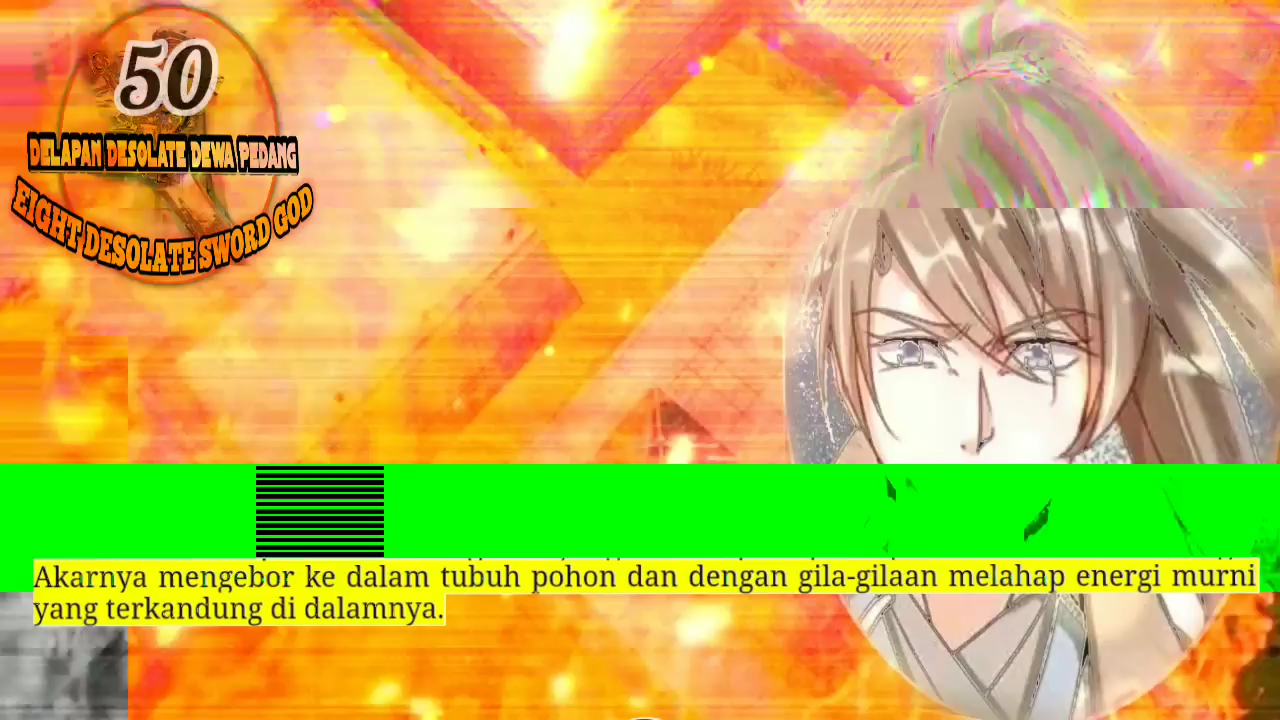 50
DELAPAN DESOLATE DEWA PEDANG
EIGHT DESOLATE SWORD GOD
Akarnya mengebor ke dalam tubuh pohon dan dengan gila-gilaan melahap energi murni
yang terkandung di dalamnya.